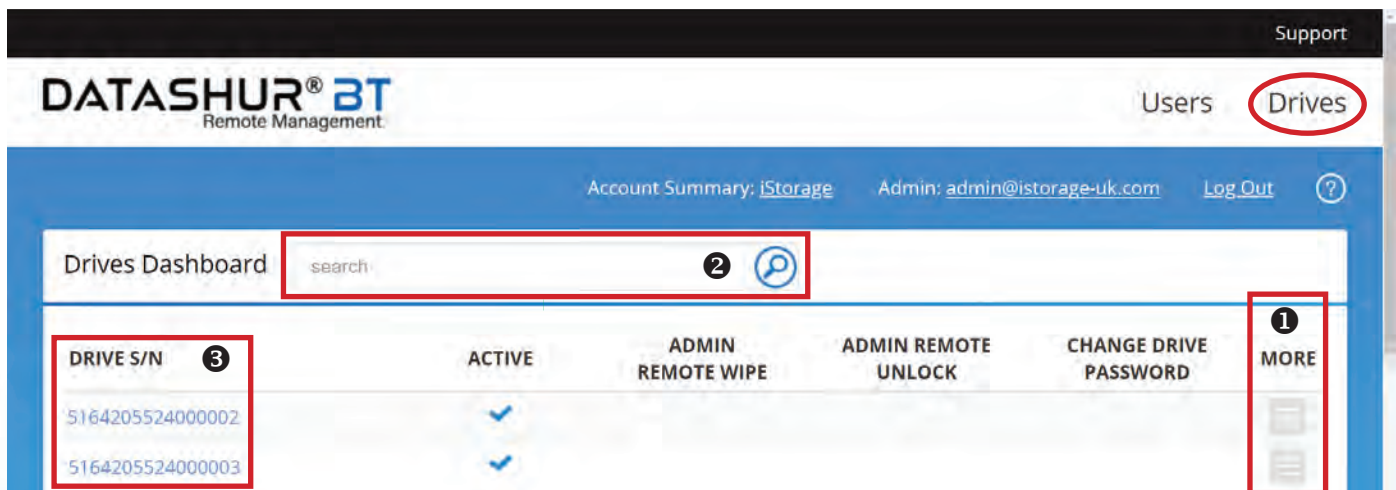 Support
DATASHUR® BT
Remote Management
Users Drives
Account Summary: iStorage Admin: admin@istorage-uk.com Log Out ?
Drives Dashboard search ❷
❶
DRIVE S/N ❸ ACTIVE ADMIN REMOTE WIPE ADMIN REMOTE UNLOCK CHANGE DRIVE PASSWORD MORE
5164205524000002
5164205524000003